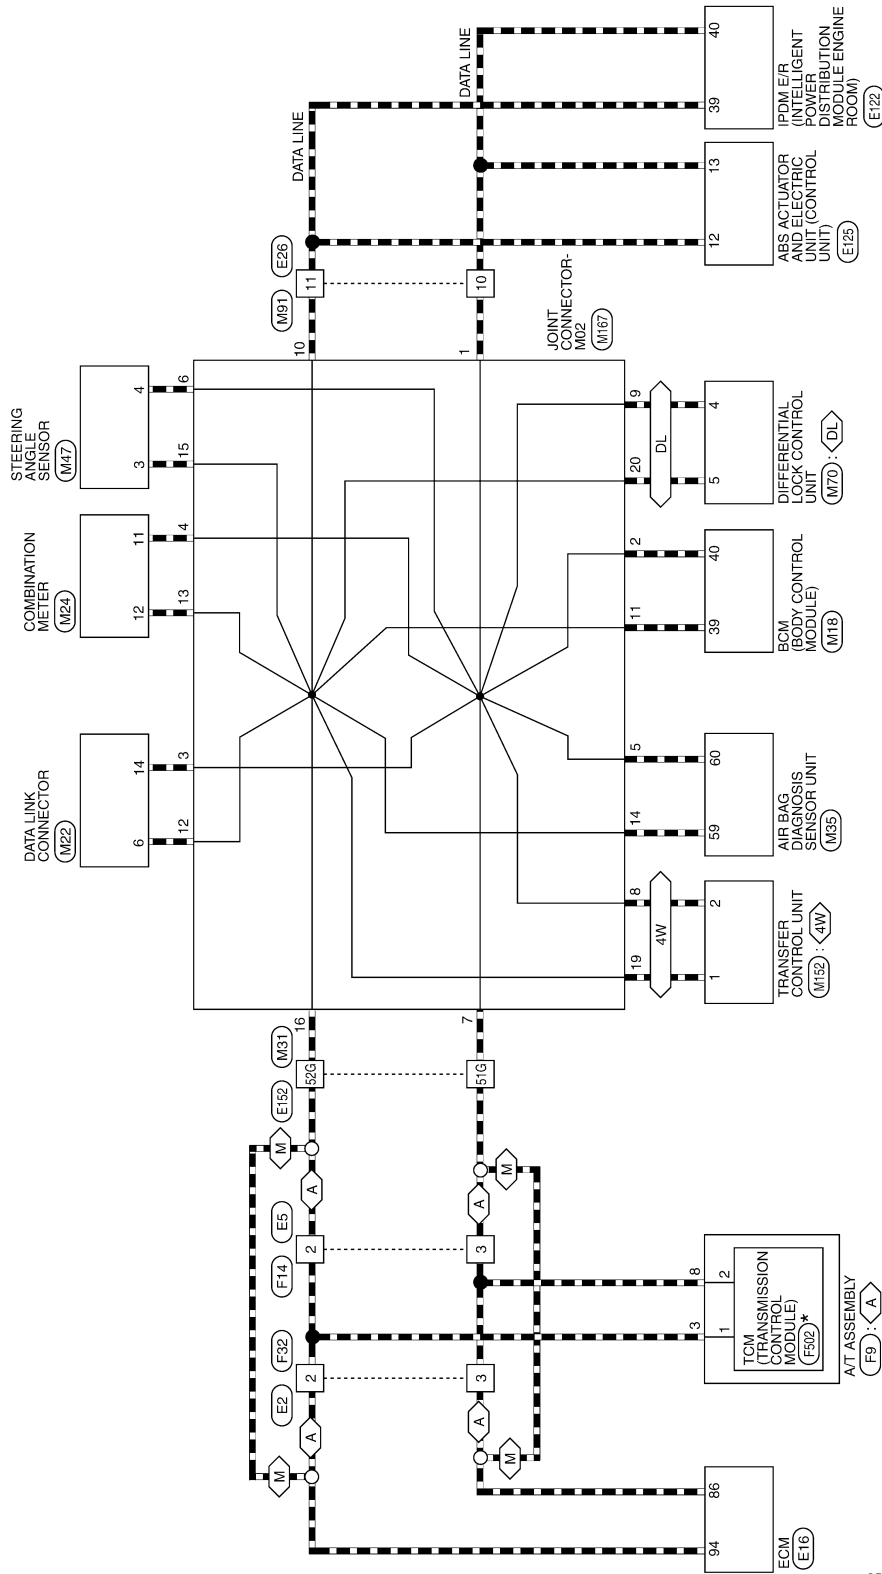 DATA LINE
DATA LINE
40
39
IPDM E/R
(INTELLIGENT
POWER
DISTRIBUTION
MODULE ENGINE
ROOM)
E122
13
12
ABS ACTUATOR
AND ELECTRIC
UNIT (CONTROL
UNIT)
E125
E26
M91
11
10
10
1
JOINT
CONNECTOR-
M02
M167
STEERING
ANGLE
SENSOR
M47
4
3
6
15
COMBINATION
METER
M24
11
12
4
13
DATA LINK
CONNECTOR
M22
14
6
3
12
9
20
DL
4
5
DIFFERENTIAL
LOCK CONTROL
UNIT
M70 : DL
2
11
40
39
BCM
(BODY CONTROL
MODULE)
M18
5
14
60
59
AIR BAG
DIAGNOSIS
SENSOR UNIT
M35
8
19
4W
2
1
TRANSFER
CONTROL UNIT
M152 : 4W
16
7
M31
E152
52G
51G
M
A
A
M
E5
F14
2
3
8
3
2
1
TCM
(TRANSMISSION
CONTROL
MODULE)
F502 *
A/T ASSEMBLY
F9 : A
F32
E2
2
3
A
A
M
M
86
94
ECM
E16